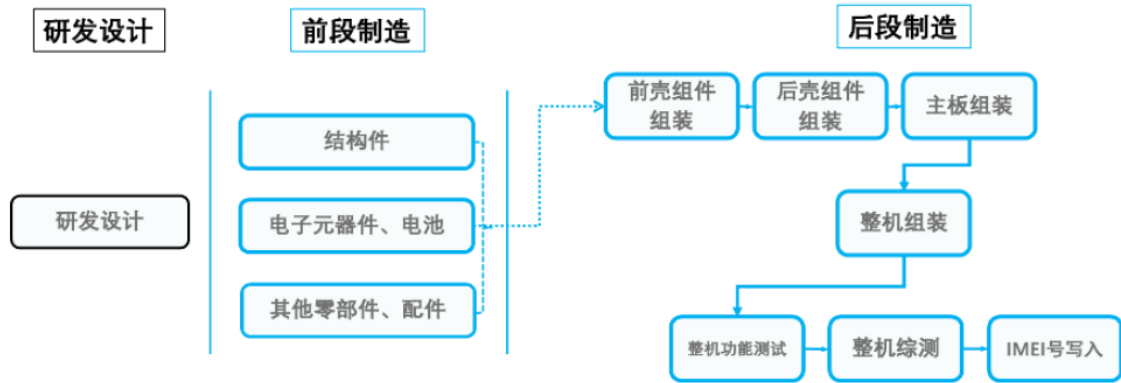 研发设计
前段制造
后段制造
研发设计
结构件
电子元器件、电池
其他零部件、配件
前壳组件
组装
后壳组件
组装
主板组装
整机组装
整机功能测试
整机综测
IMEI号写入